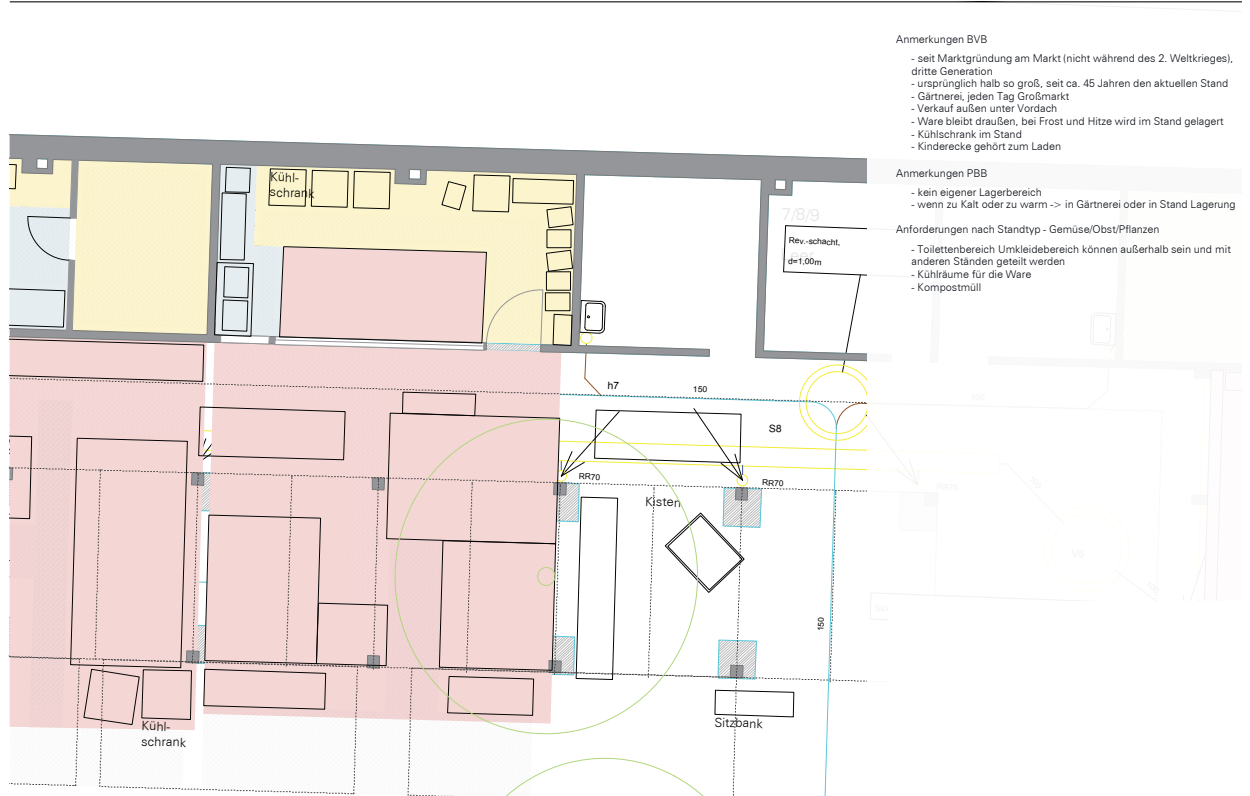 Anmerkungen BVB
- seit Marktgründung am Markt (nicht während des 2. Weltkrieges),
dritte Generation
- ursprünglich halb so groß, seit ca. 45 Jahren den aktuellen Stand
- Gärtnerei, jeden Tag Großmarkt
- Verkauf außen unter Vordach
- Ware bleibt draußen, bei Frost und Hitze wird im Stand gelagert
- Kühlschrank im Stand
- Kinderecke gehört zum Laden
Anmerkungen PBB
- kein eigener Lagerbereich
- wenn zu Kalt oder zu warm -> in Gärtnerei oder in Stand Lagerung
Anforderungen nach Standtyp - Gemüse/Obst/Pflanzen
- Toilettenbereich Umkleidebereich können außerhalb sein und mit
anderen Ständen geteilt werden
- Kühlräume für die Ware
- Kompostmüll
Kühl-
schrank
7/8/9
Rev.-schacht,
d=1,00m
h7
150
S8
RR70
RR70
Kisten
150
Sitzbank
Kühl-
schrank